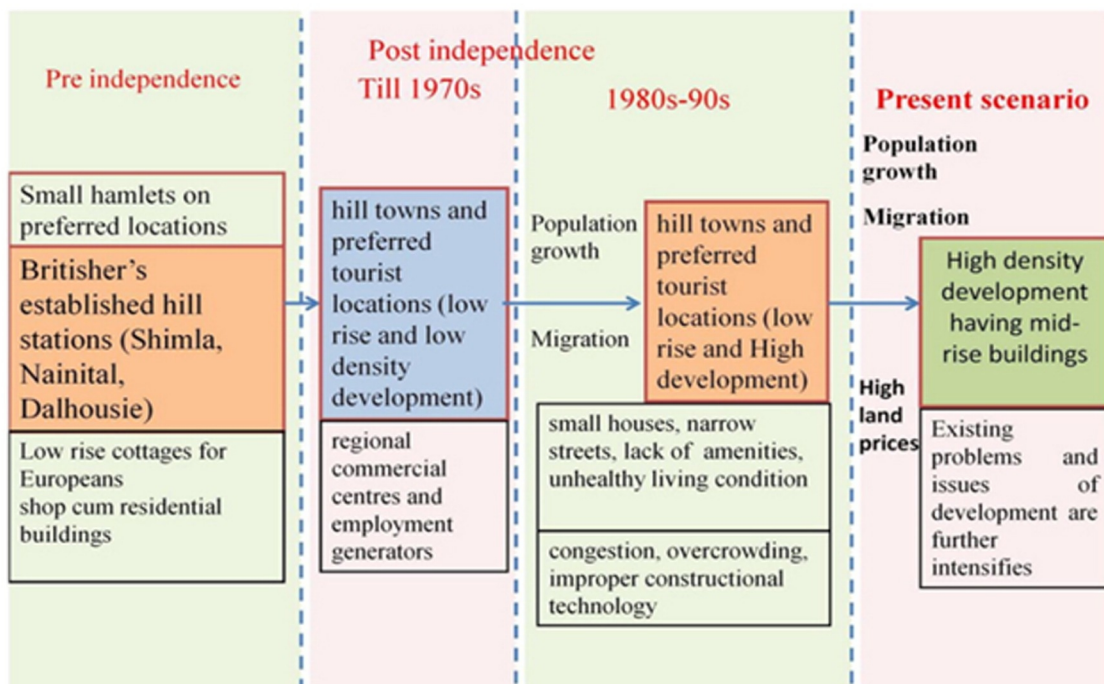 Pre independence
Small hamlets on
preferred locations
Britisher's
established hill
stations (Shimla,
Nainital,
Dalhousie)
Low rise cottages for
Europeans
shop cum residential
buildings
Post independence
Till 1970s
hill towns and
preferred
tourist
locations (low
rise and low
density
development)
regional
commercial
centres and
employment
generators
1980s-90s
Population
growth
Migration
hill towns and
preferred
tourist
locations (low
rise and High
development)
small houses, narrow
streets, lack of amenities,
unhealthy living condition
congestion, overcrowding,
improper constructional
technology
Present scenario
Population
growth
Migration
High
land
prices
High density
development
having mid-
rise buildings
Existing
problems and
issues of
development are
further
intensifies